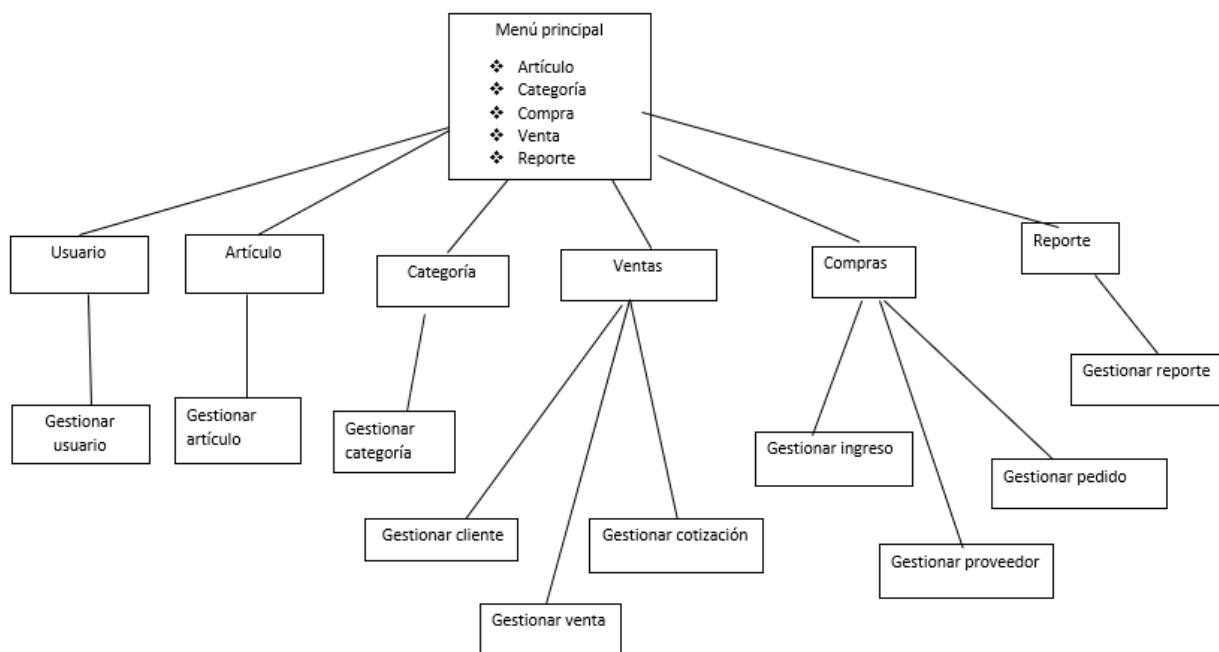 Menú principal
❖ Artículo
❖ Categoría
❖ Compra
❖ Venta
❖ Reporte
Usuario
Artículo
Categoría
Ventas
Compras
Reporte
Gestionar
usuario
Gestionar
artículo
Gestionar
categoría
Gestionar cliente
Gestionar venta
Gestionar cotización
Gestionar ingreso
Gestionar proveedor
Gestionar pedido
Gestionar reporte